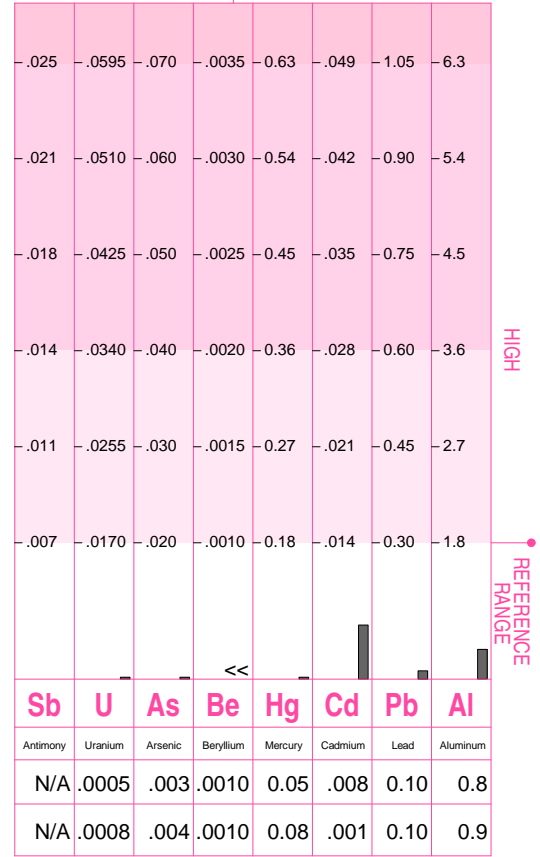 .025 .0595 .070 .0035 0.63 .049 1.05 6.3
.021 .0510 .060 .0030 0.54 .042 0.90 5.4
.018 .0425 .050 .0025 0.45 .035 0.75 4.5
.014 .0340 .040 .0020 0.36 .028 0.60 3.6
HIGH
.011 .0255 .030 .0015 0.27 .021 0.45 2.7
.007 .0170 .020 .0010 0.18 .014 0.30 1.8
REFERENCE
RANGE
<<
Sb U As Be Hg Cd Pb Al
Antimony Uranium Arsenic Beryllium Mercury Cadmium Lead Aluminum
N/A .0005 .003 .0010 0.05 .008 0.10 0.8
N/A .0008 .004 .0010 0.08 .001 0.10 0.9